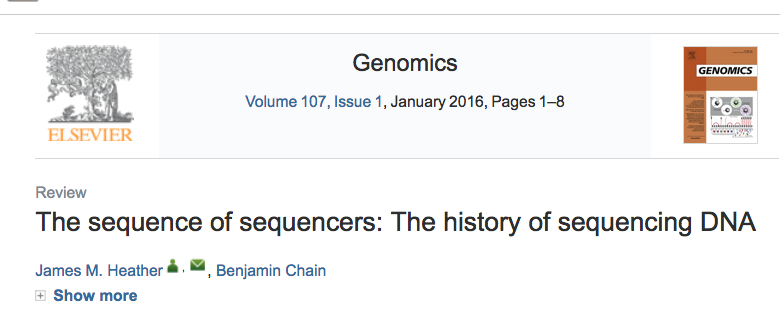 Genomics
Volume 107, Issue 1, January 2016, Pages 1–8
ELSEVIER
GENOMICS
Review
The sequence of sequencers: The history of sequencing DNA
James M. Heather , , Benjamin Chain
Show more